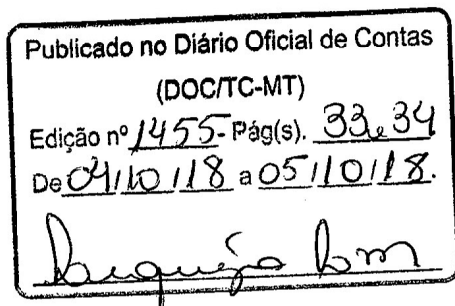 Publicado no Diário Oficial de Contas
(DOC/TC-MT)
Edição nº 1455-Pág(s). 33 e 34
De 04/10/18 a 05/10/18.